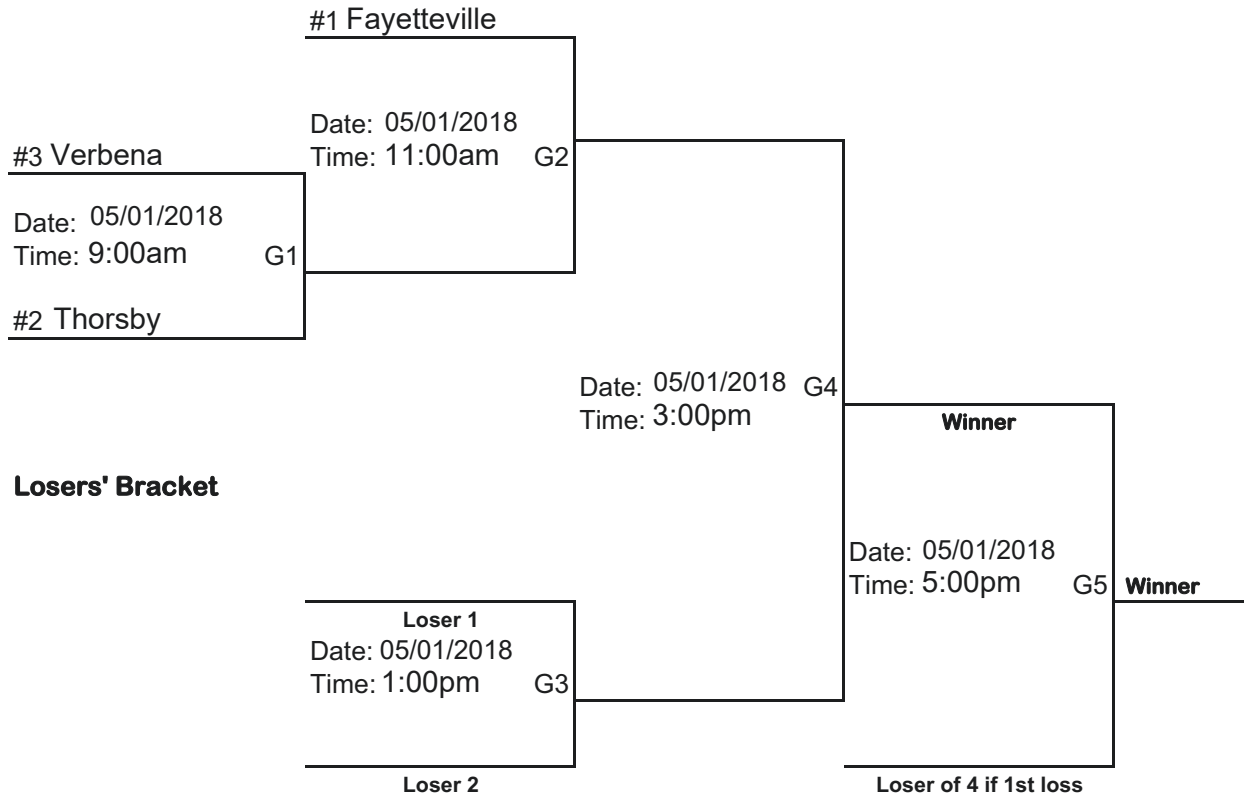 #1 Fayetteville
Date: 05/01/2018
Time: 11:00am G2
#3 Verbena
Date: 05/01/2018
Time: 9:00am G1
#2 Thorsby
Date: 05/01/2018 G4
Time: 3:00pm
Winner
Losers' Bracket
Date: 05/01/2018
Time: 5:00pm G5 Winner
Loser 1
Date: 05/01/2018
Time: 1:00pm G3
Loser 2
Loser of 4 if 1st loss